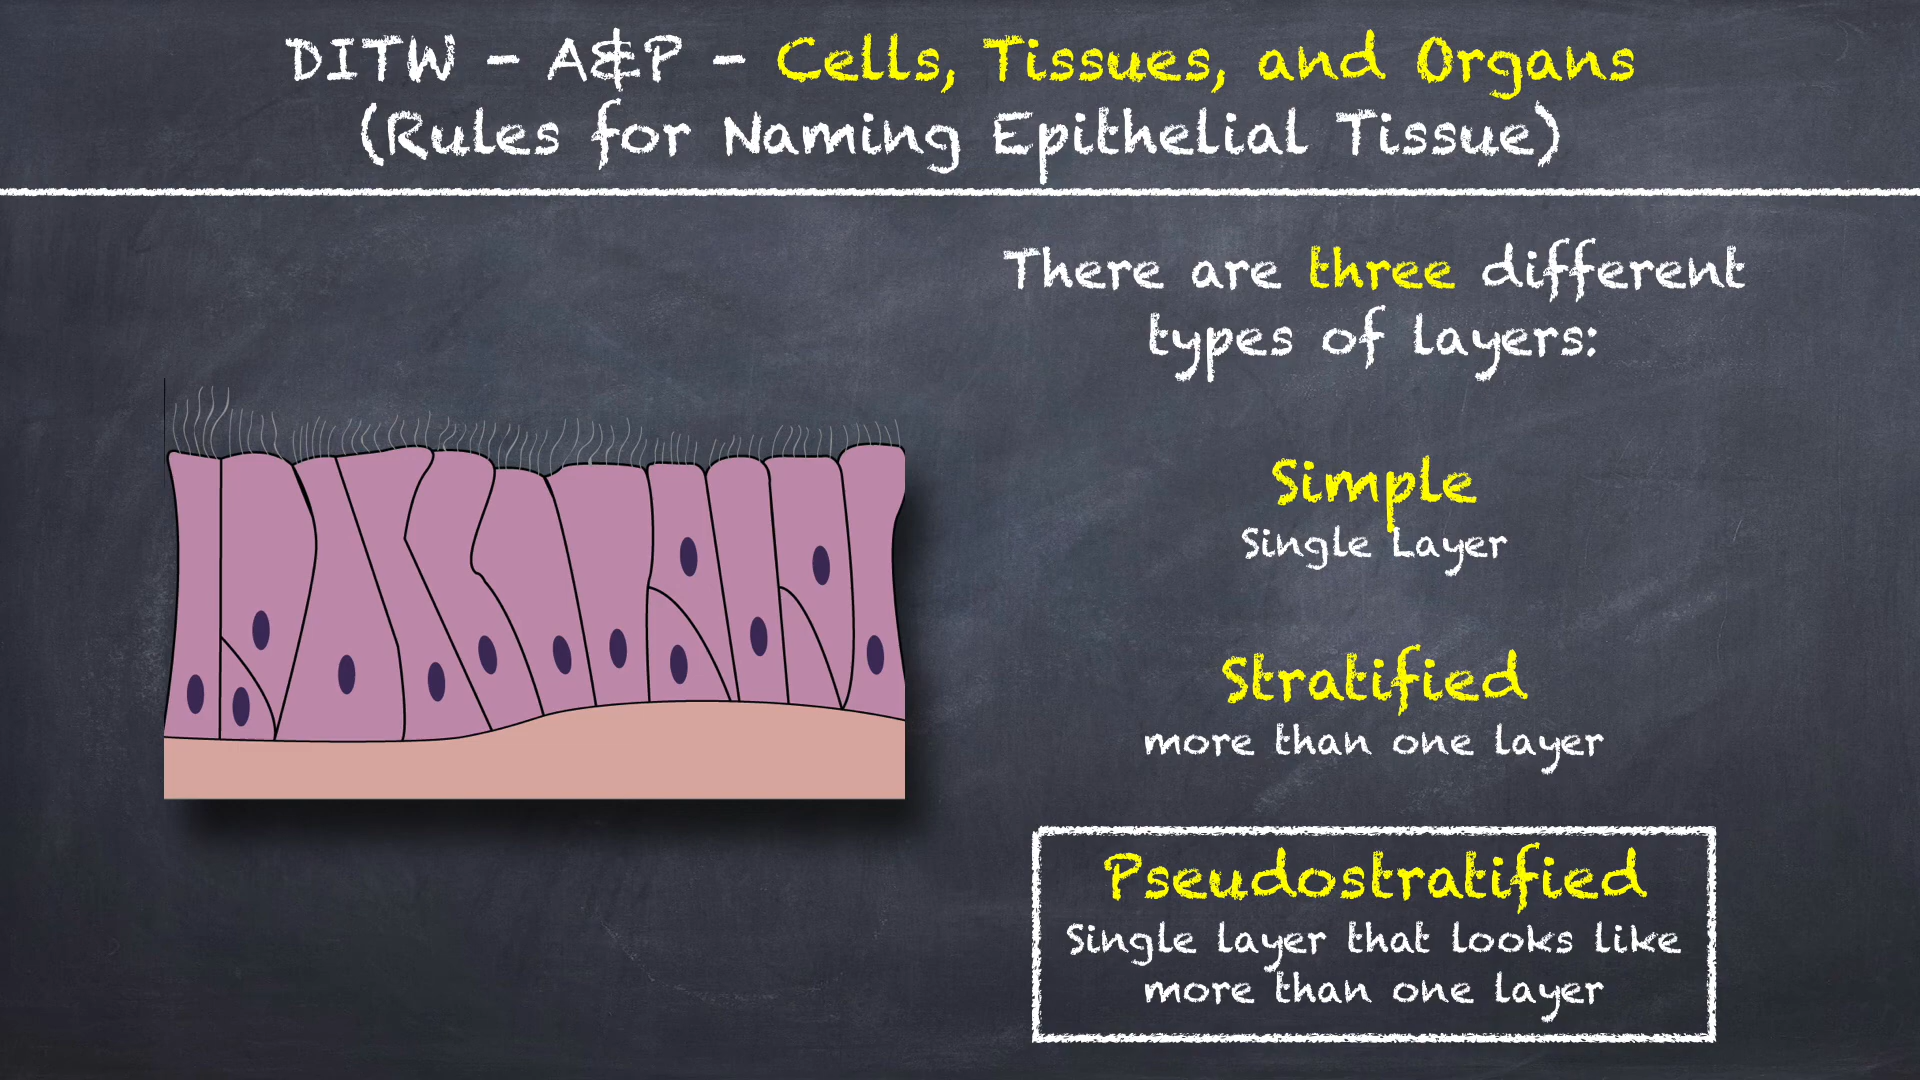 DITW - A&P - Cells, Tissues, and Organs
(Rules for Naming Epithelial Tissue)
There are three different
types of layers:
Simple
Single Layer
Stratified
more than one layer
Pseudostratified
Single layer that looks like
more than one layer